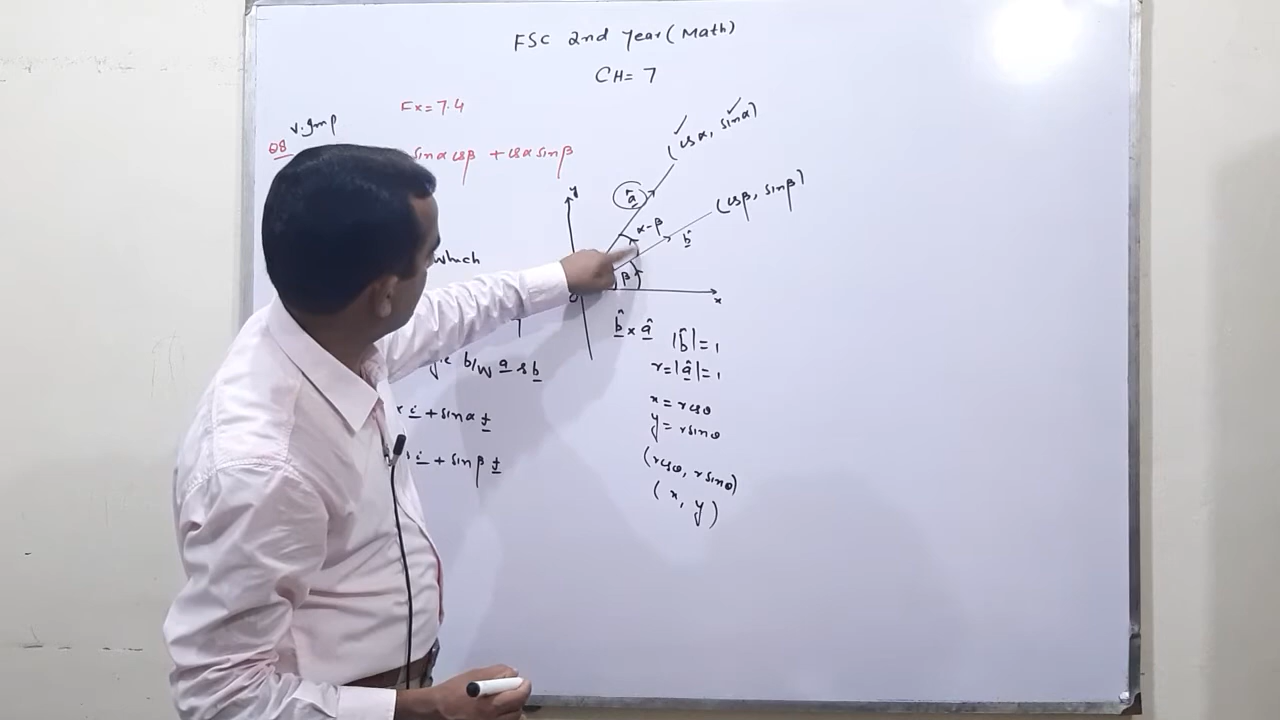 FSC 2nd Year (Math)
CH= 7
Ex= 7.4
V.Imp
Q8
sinα cosβ + cosα sinβ
(cosα, sinα)
(cosβ, sinβ)
y
â
α-β
b̂
β
O
x
which
b̂ × â
|b̂| = 1
r = |â| = 1
b/w a & b
x = r cosθ
y = r sinθ
i + sinα j
i + sinβ j
(r cosθ, r sinθ)
(x, y)